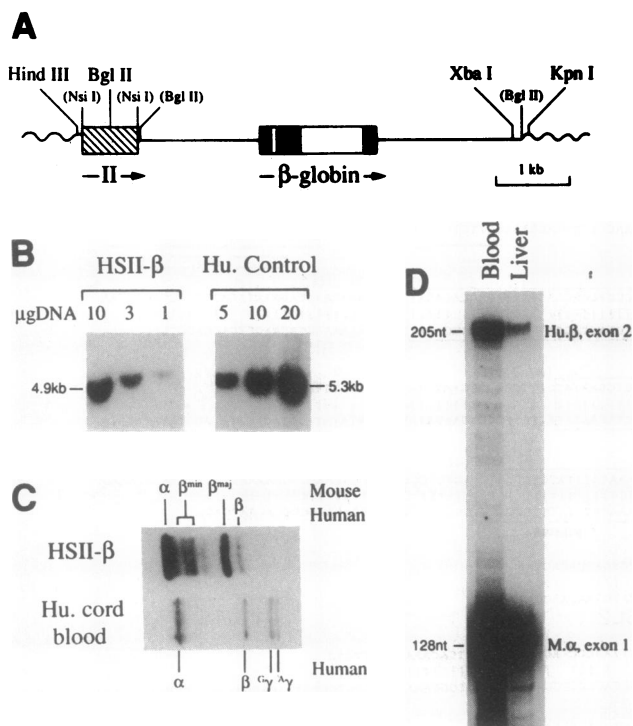 A
Hind III Bgl II
(Nsi I) (Nsi I) (Bgl II)
Xba I Kpn I
(Bgl II)
–II→
–β-globin→
1 kb
B
HSII-β Hu. Control
μgDNA 10 3 1 5 10 20
4.9kb– –5.3kb
C
α βmin βmaj Mouse
β Human
HSII-β
Hu. cord
blood
Human
α β Gγ Aγ
D
Blood Liver
205nt – – Hu.β, exon 2
128nt – – M.α, exon 1